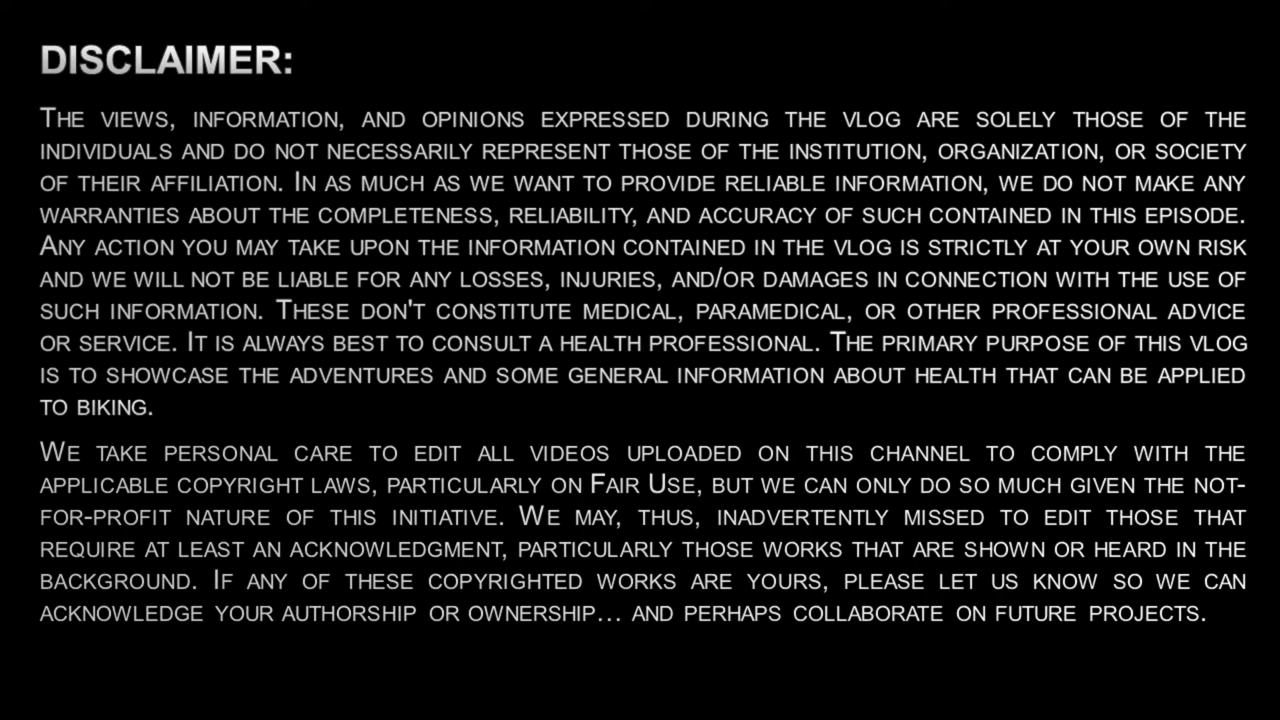 DISCLAIMER:
THE VIEWS, INFORMATION, AND OPINIONS EXPRESSED DURING THE VLOG ARE SOLELY THOSE OF THE
INDIVIDUALS AND DO NOT NECESSARILY REPRESENT THOSE OF THE INSTITUTION, ORGANIZATION, OR SOCIETY
OF THEIR AFFILIATION. IN AS MUCH AS WE WANT TO PROVIDE RELIABLE INFORMATION, WE DO NOT MAKE ANY
WARRANTIES ABOUT THE COMPLETENESS, RELIABILITY, AND ACCURACY OF SUCH CONTAINED IN THIS EPISODE.
ANY ACTION YOU MAY TAKE UPON THE INFORMATION CONTAINED IN THE VLOG IS STRICTLY AT YOUR OWN RISK
AND WE WILL NOT BE LIABLE FOR ANY LOSSES, INJURIES, AND/OR DAMAGES IN CONNECTION WITH THE USE OF
SUCH INFORMATION. THESE DON'T CONSTITUTE MEDICAL, PARAMEDICAL, OR OTHER PROFESSIONAL ADVICE
OR SERVICE. IT IS ALWAYS BEST TO CONSULT A HEALTH PROFESSIONAL. THE PRIMARY PURPOSE OF THIS VLOG
IS TO SHOWCASE THE ADVENTURES AND SOME GENERAL INFORMATION ABOUT HEALTH THAT CAN BE APPLIED
TO BIKING.
WE TAKE PERSONAL CARE TO EDIT ALL VIDEOS UPLOADED ON THIS CHANNEL TO COMPLY WITH THE
APPLICABLE COPYRIGHT LAWS, PARTICULARLY ON FAIR USE, BUT WE CAN ONLY DO SO MUCH GIVEN THE NOT-
FOR-PROFIT NATURE OF THIS INITIATIVE. WE MAY, THUS, INADVERTENTLY MISSED TO EDIT THOSE THAT
REQUIRE AT LEAST AN ACKNOWLEDGMENT, PARTICULARLY THOSE WORKS THAT ARE SHOWN OR HEARD IN THE
BACKGROUND. IF ANY OF THESE COPYRIGHTED WORKS ARE YOURS, PLEASE LET US KNOW SO WE CAN
ACKNOWLEDGE YOUR AUTHORSHIP OR OWNERSHIP... AND PERHAPS COLLABORATE ON FUTURE PROJECTS.